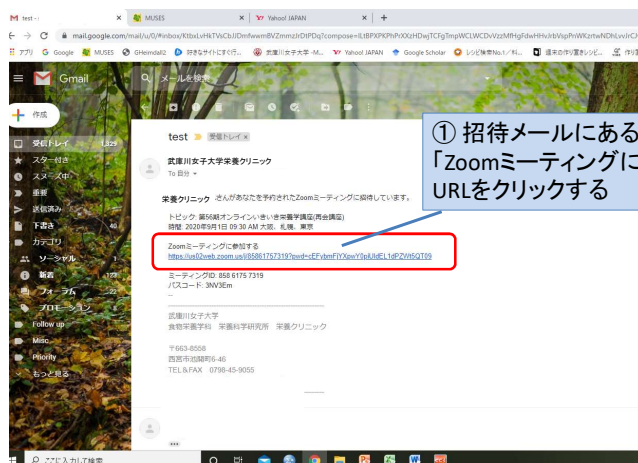 test -
MUSES
Yahoo! JAPAN
mail.google.com/mail/u/0/#inbox/
アプリ Google MUSES GHeimdall2 好きなサイトにすぐ行... 武庫川女子大学 -M... Yahoo! JAPAN Google Scholar レシピ検索No.1／料... 週末の作り置きレシピ... 作り置
Gmail
メールを検索
作成
受信トレイ 1,829
スター付き
スヌーズ中
重要
送信済み
下書き 40
カテゴリ
ソーシャル 1
新着 123
フォーラム 22
プロモーション
Follow up
Misc
Priority
もっと見る
test 受信トレイ ×
武庫川女子大学栄養クリニック
To 自分
栄養クリニック .さんがあなたを予約されたZoomミーティングに招待しています。
トピック: 第56期オンラインいきいき栄養学講座(再会講座)
時間: 2020年9月1日 09:30 AM 大阪、札幌、東京
Zoomミーティングに参加する
https://us02web.zoom.us/j/85861757319?pwd=cEFybmFjYXpwY0piUldEL1dPZWt5QT09
ミーティングID: 858 6175 7319
パスコード: 3NV3Em
--
武庫川女子大学
食物栄養学科 栄養科学研究所 栄養クリニック
〒663-8558
西宮市池開町6-46
TEL＆FAX 0798-45-9055
① 招待メールにある
「Zoomミーティングに
URLをクリックする
ここに入力して検索